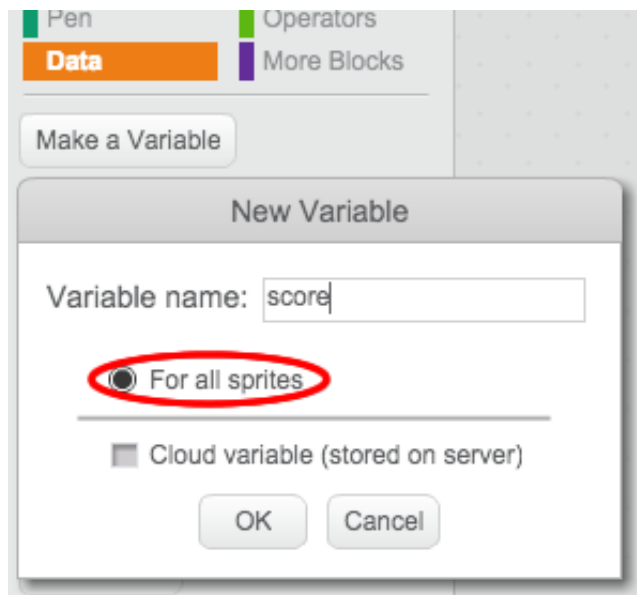 Pen Operators
Data More Blocks
Make a Variable
New Variable
Variable name: score
For all sprites
Cloud variable (stored on server)
OK Cancel